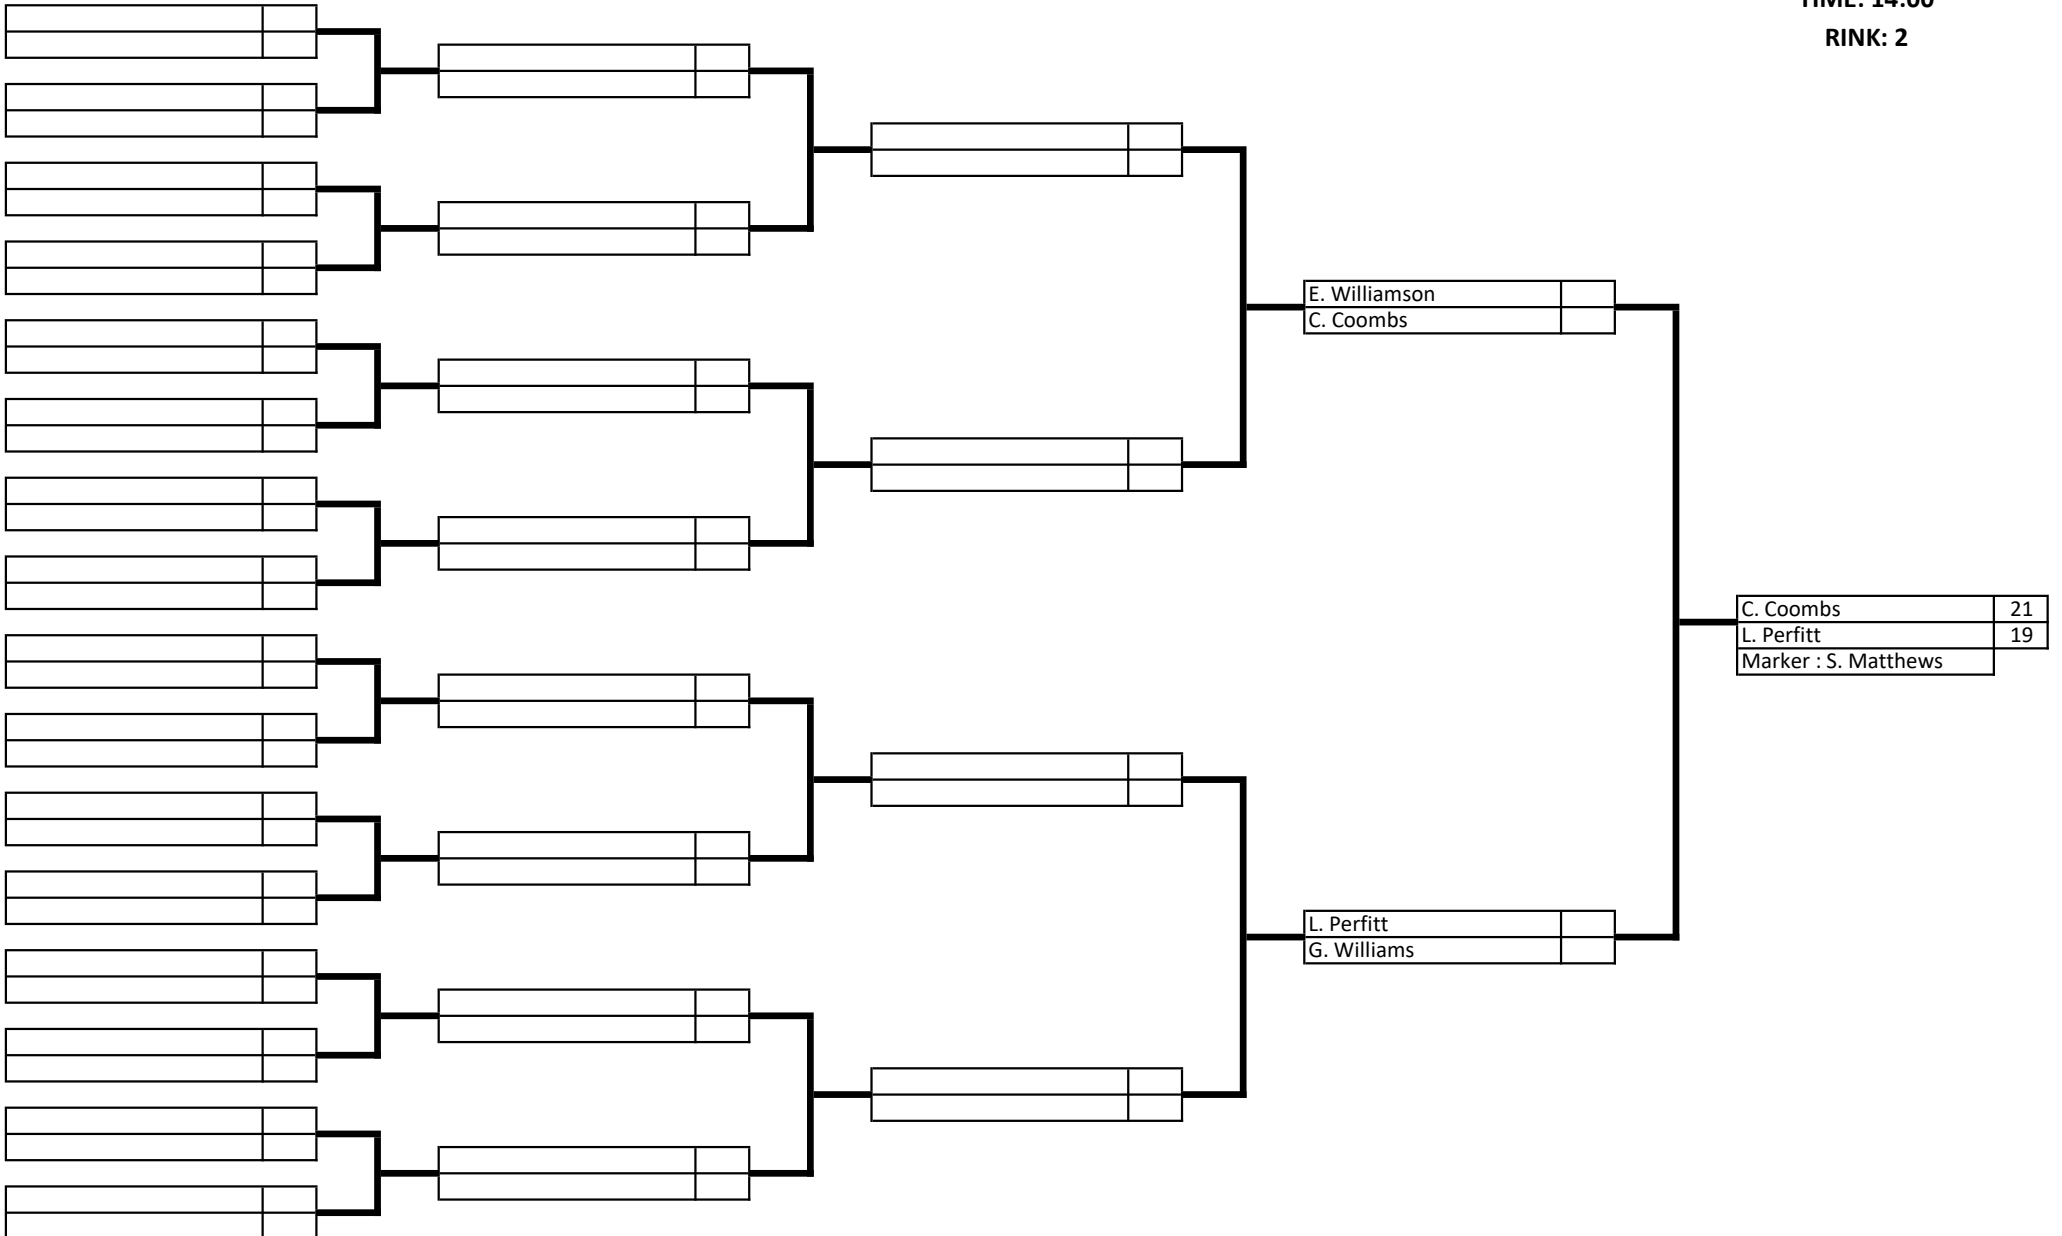 TIME: 14:00
RINK: 2
E. Williamson
C. Coombs
C. Coombs 21
L. Perfitt 19
Marker : S. Matthews
L. Perfitt
G. Williams